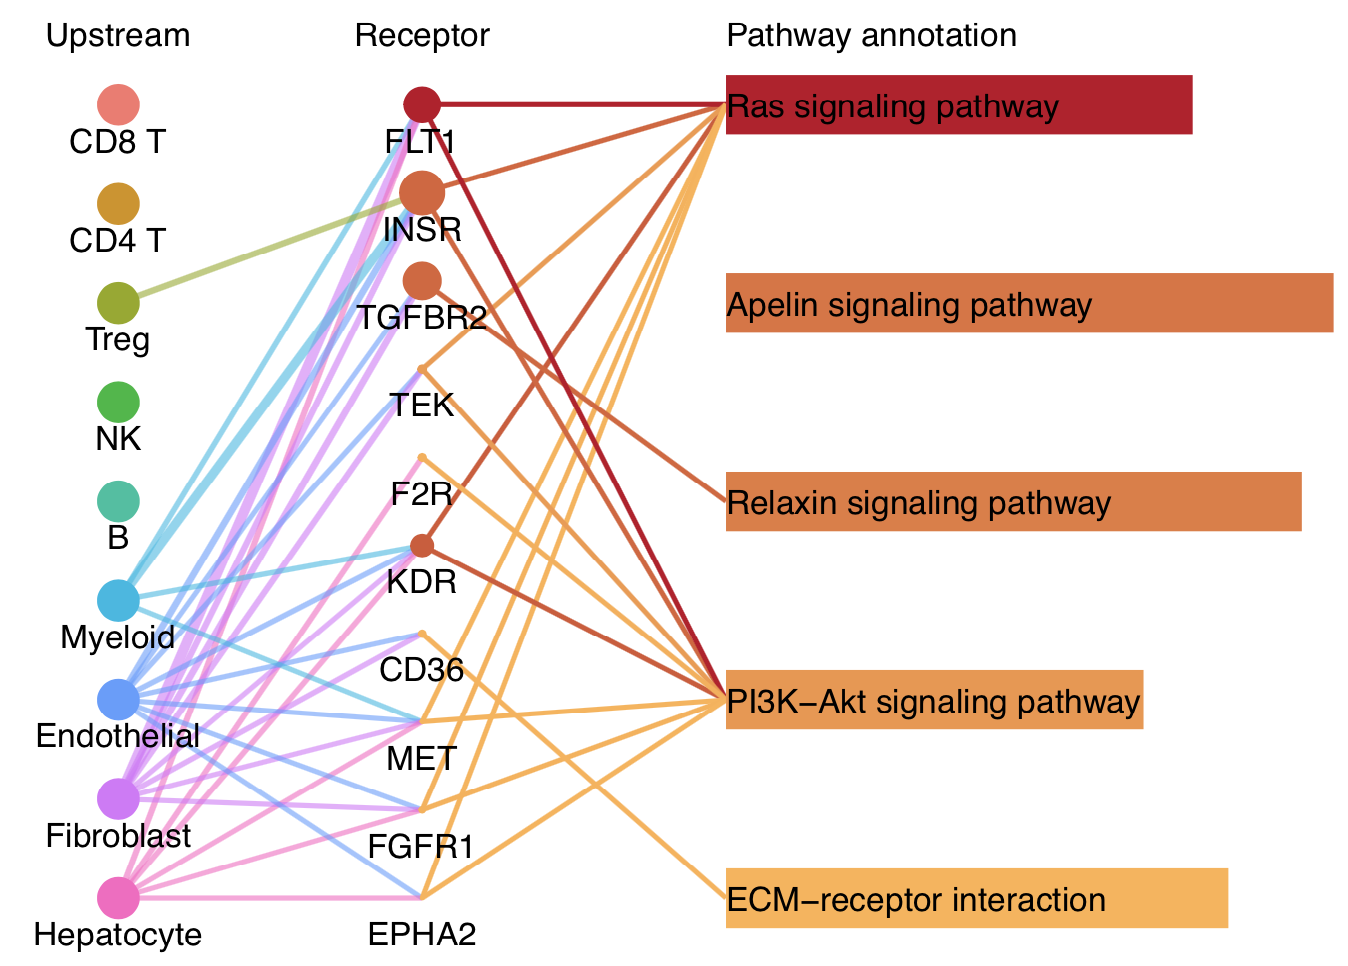 Upstream
Receptor
Pathway annotation
CD8 T
CD4 T
Treg
NK
B
Myeloid
Endothelial
Fibroblast
Hepatocyte
FLT1
INSR
TGFBR2
TEK
F2R
KDR
CD36
MET
FGFR1
EPHA2
Ras signaling pathway
Apelin signaling pathway
Relaxin signaling pathway
PI3K−Akt signaling pathway
ECM−receptor interaction